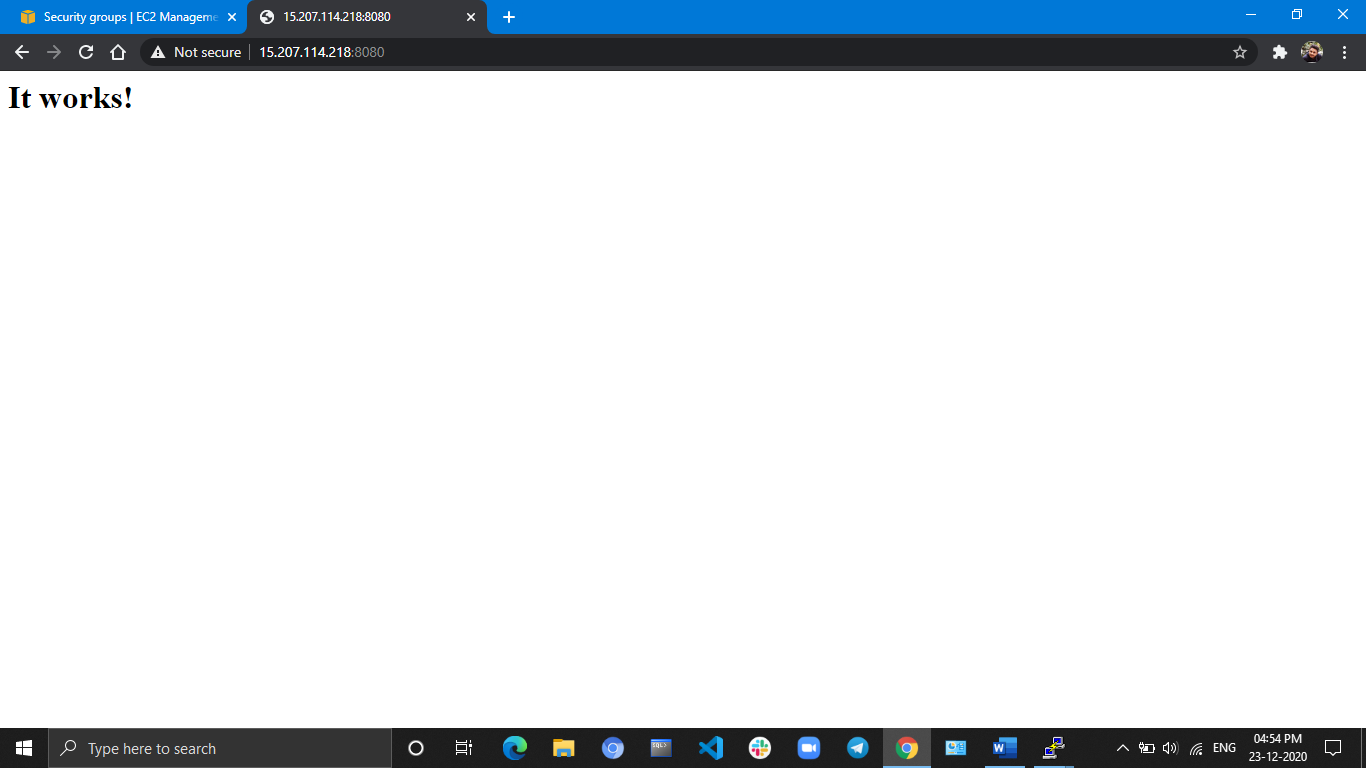 Security groups | EC2 Manageme
15.207.114.218:8080
Not secure
15.207.114.218:8080
It works!
Type here to search
SQL>
W
ENG
04:54 PM
23-12-2020